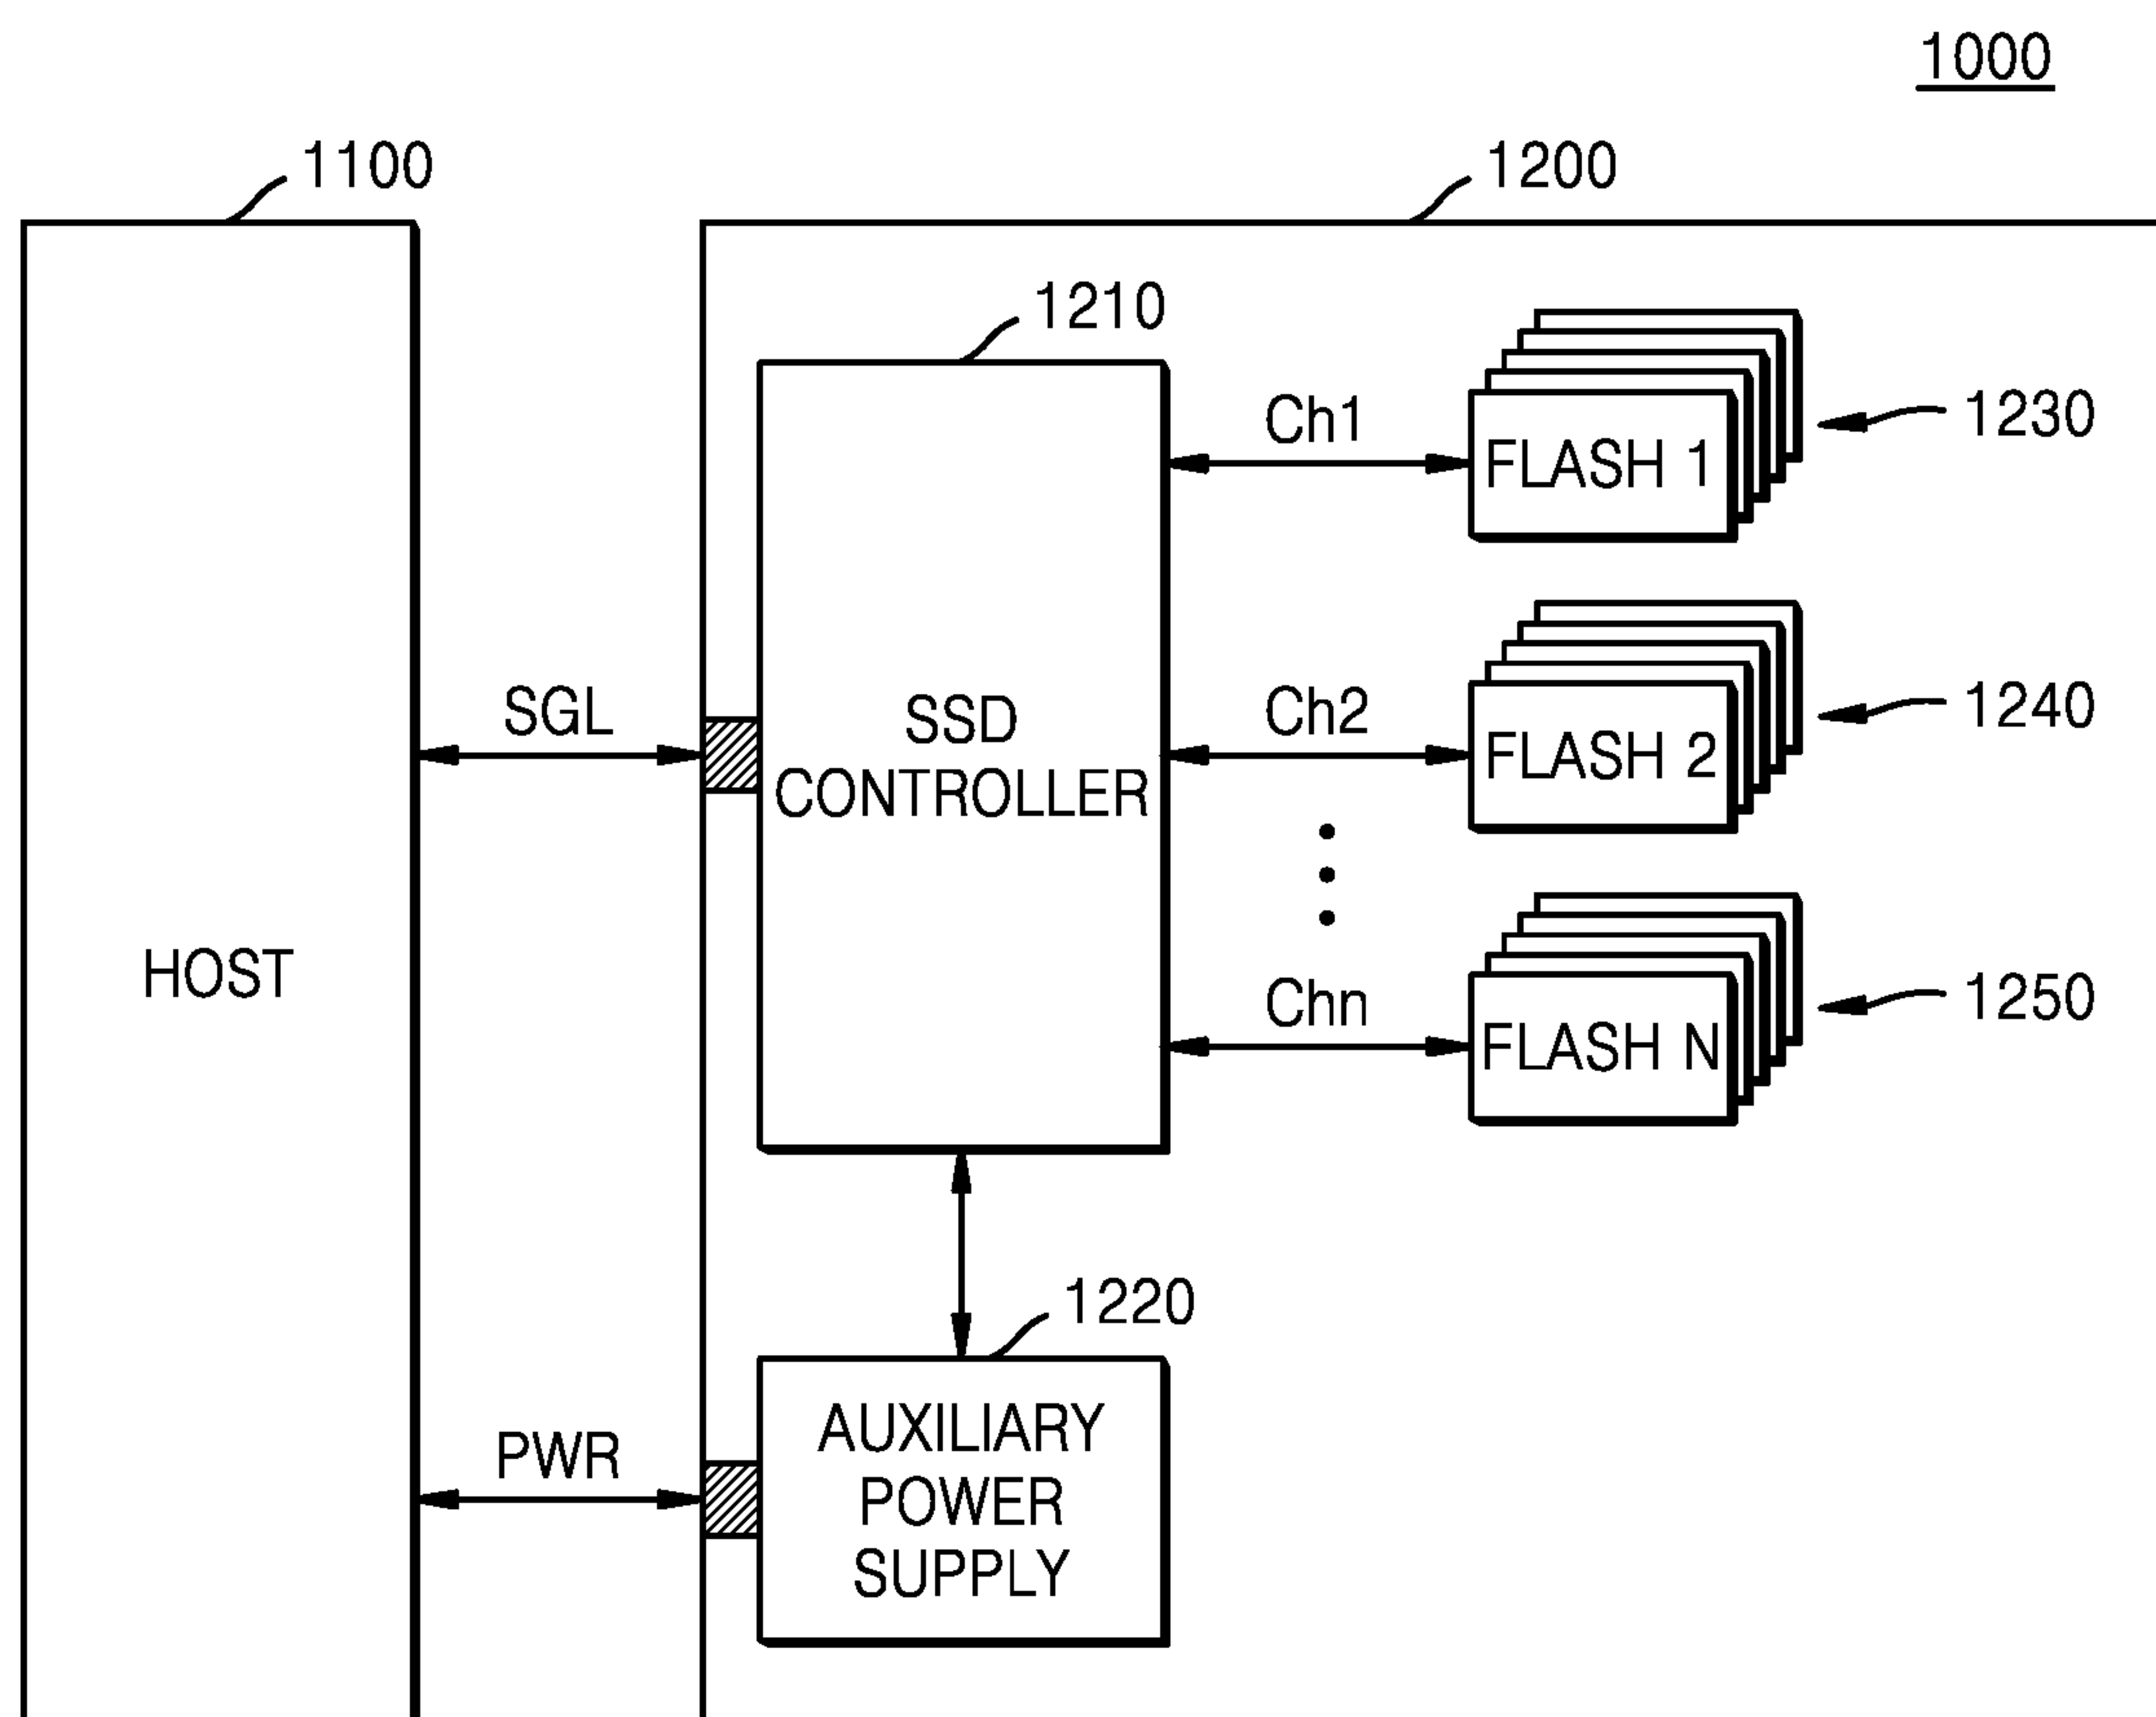 1000
1100
1200
1210
Ch1
FLASH 1
1230
SGL
SSD
CONTROLLER
Ch2
FLASH 2
1240
HOST
Chn
FLASH N
1250
1220
PWR
AUXILIARY
POWER
SUPPLY